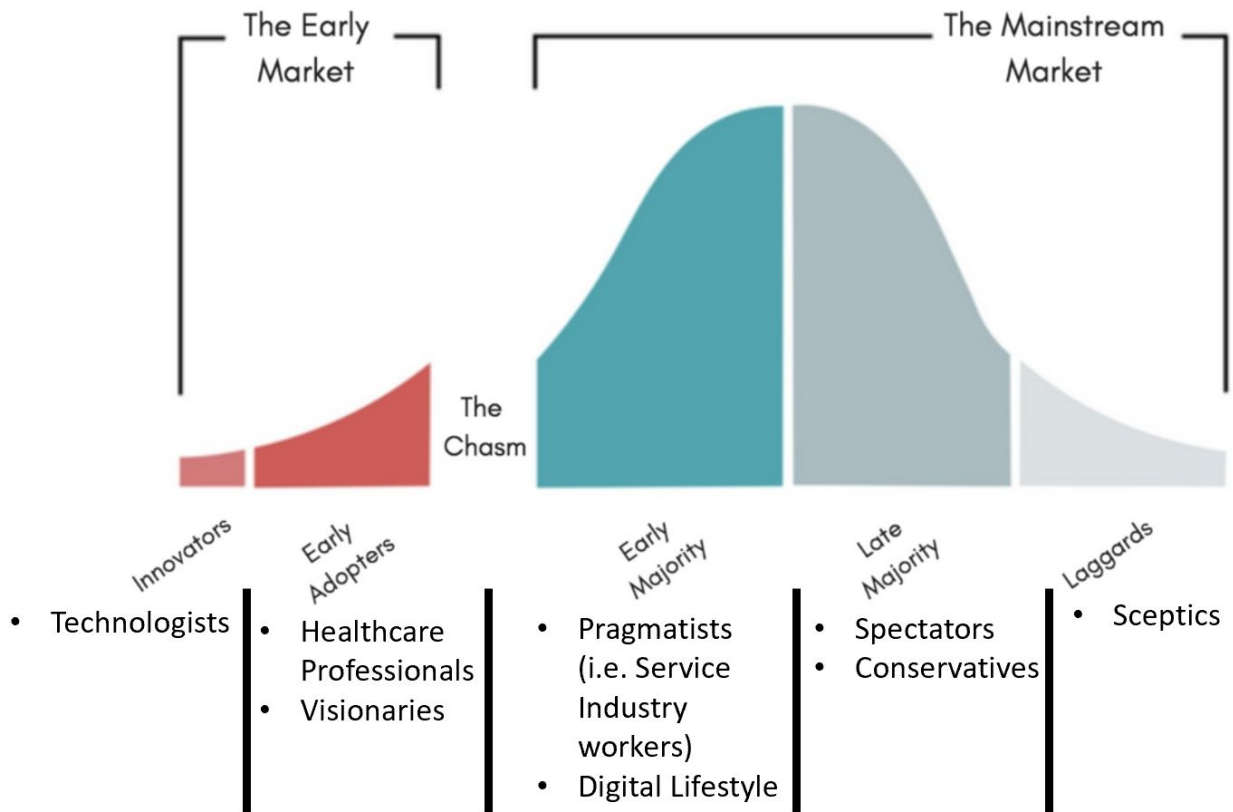 The Early
Market
The Mainstream
Market
The
Chasm
Innovators
Early
Adopters
Early
Majority
Late
Majority
Laggards
• Technologists
• Healthcare
Professionals
• Visionaries
• Pragmatists
(i.e. Service
Industry
workers)
• Digital Lifestyle
• Spectators
• Conservatives
• Sceptics